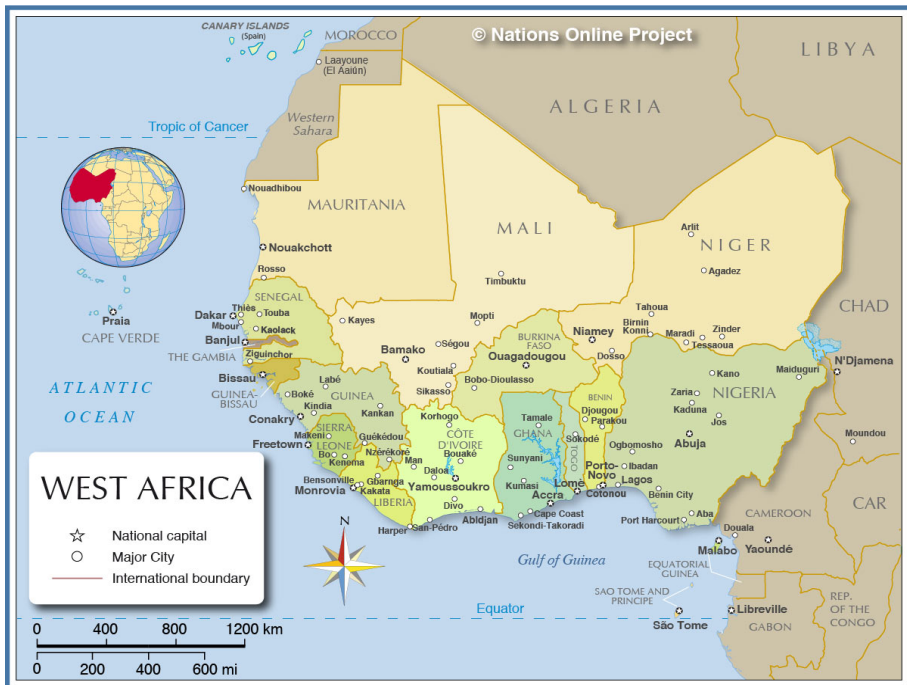 CANARY ISLANDS
(Spain)
MOROCCO
© Nations Online Project
LIBYA
Laayoune
(El Aaiún)
ALGERIA
Western
Sahara
Tropic of Cancer
Nouadhibou
MAURITANIA
MALI
NIGER
Arlit
Nouakchott
Agadez
Rosso
Timbuktu
SENEGAL
CHAD
Praia
CAPE VERDE
Dakar
Thiès
Touba
Mbour
Kaolack
Kayes
Mopti
Tahoua
Birnin
Konni
Maradi
Zinder
Tessaoua
Niamey
Dosso
BURKINA
FASO
Banjul
THE GAMBIA
Ziguinchor
Bamako
Ségou
Ouagadougou
N'Djamena
Bissau
GUINEA-
BISSAU
Koutiala
Sikasso
Bobo-Dioulasso
Kano
Maiduguri
NIGERIA
Zaria
Kaduna
Jos
Labé
GUINEA
Boké
Kindia
Kankan
BENIN
Djougou
Parakou
ATLANTIC
OCEAN
Conakry
Freetown
SIERRA
LEONE
Makeni
Bo
Kenema
Guékédou
Nzérékoré
Korhogo
CÔTE
D'IVOIRE
Bouaké
Man
Daloa
Yamoussoukro
Tamale
GHANA
Sunyani
Kumasi
TOGO
Sokodé
Ogbomosho
Abuja
Moundou
Ibadan
Porto-
Novo
Lagos
Lomé
Cotonou
Accra
Benin City
Bensonville
Monrovia
Gbarnga
Kakata
LIBERIA
Divo
Abidjan
Cape Coast
Sekondi-Takoradi
Harper
San-Pédro
Aba
Port Harcourt
CAMEROON
CAR
Douala
Malabo
Yaoundé
WEST AFRICA
National capital
Major City
International boundary
N
Gulf of Guinea
EQUATORIAL
GUINEA
SAO TOME AND
PRINCIPE
São Tome
Equator
Libreville
GABON
REP.
OF THE
CONGO
0 400 800 1200 km
0 200 400 600 mi